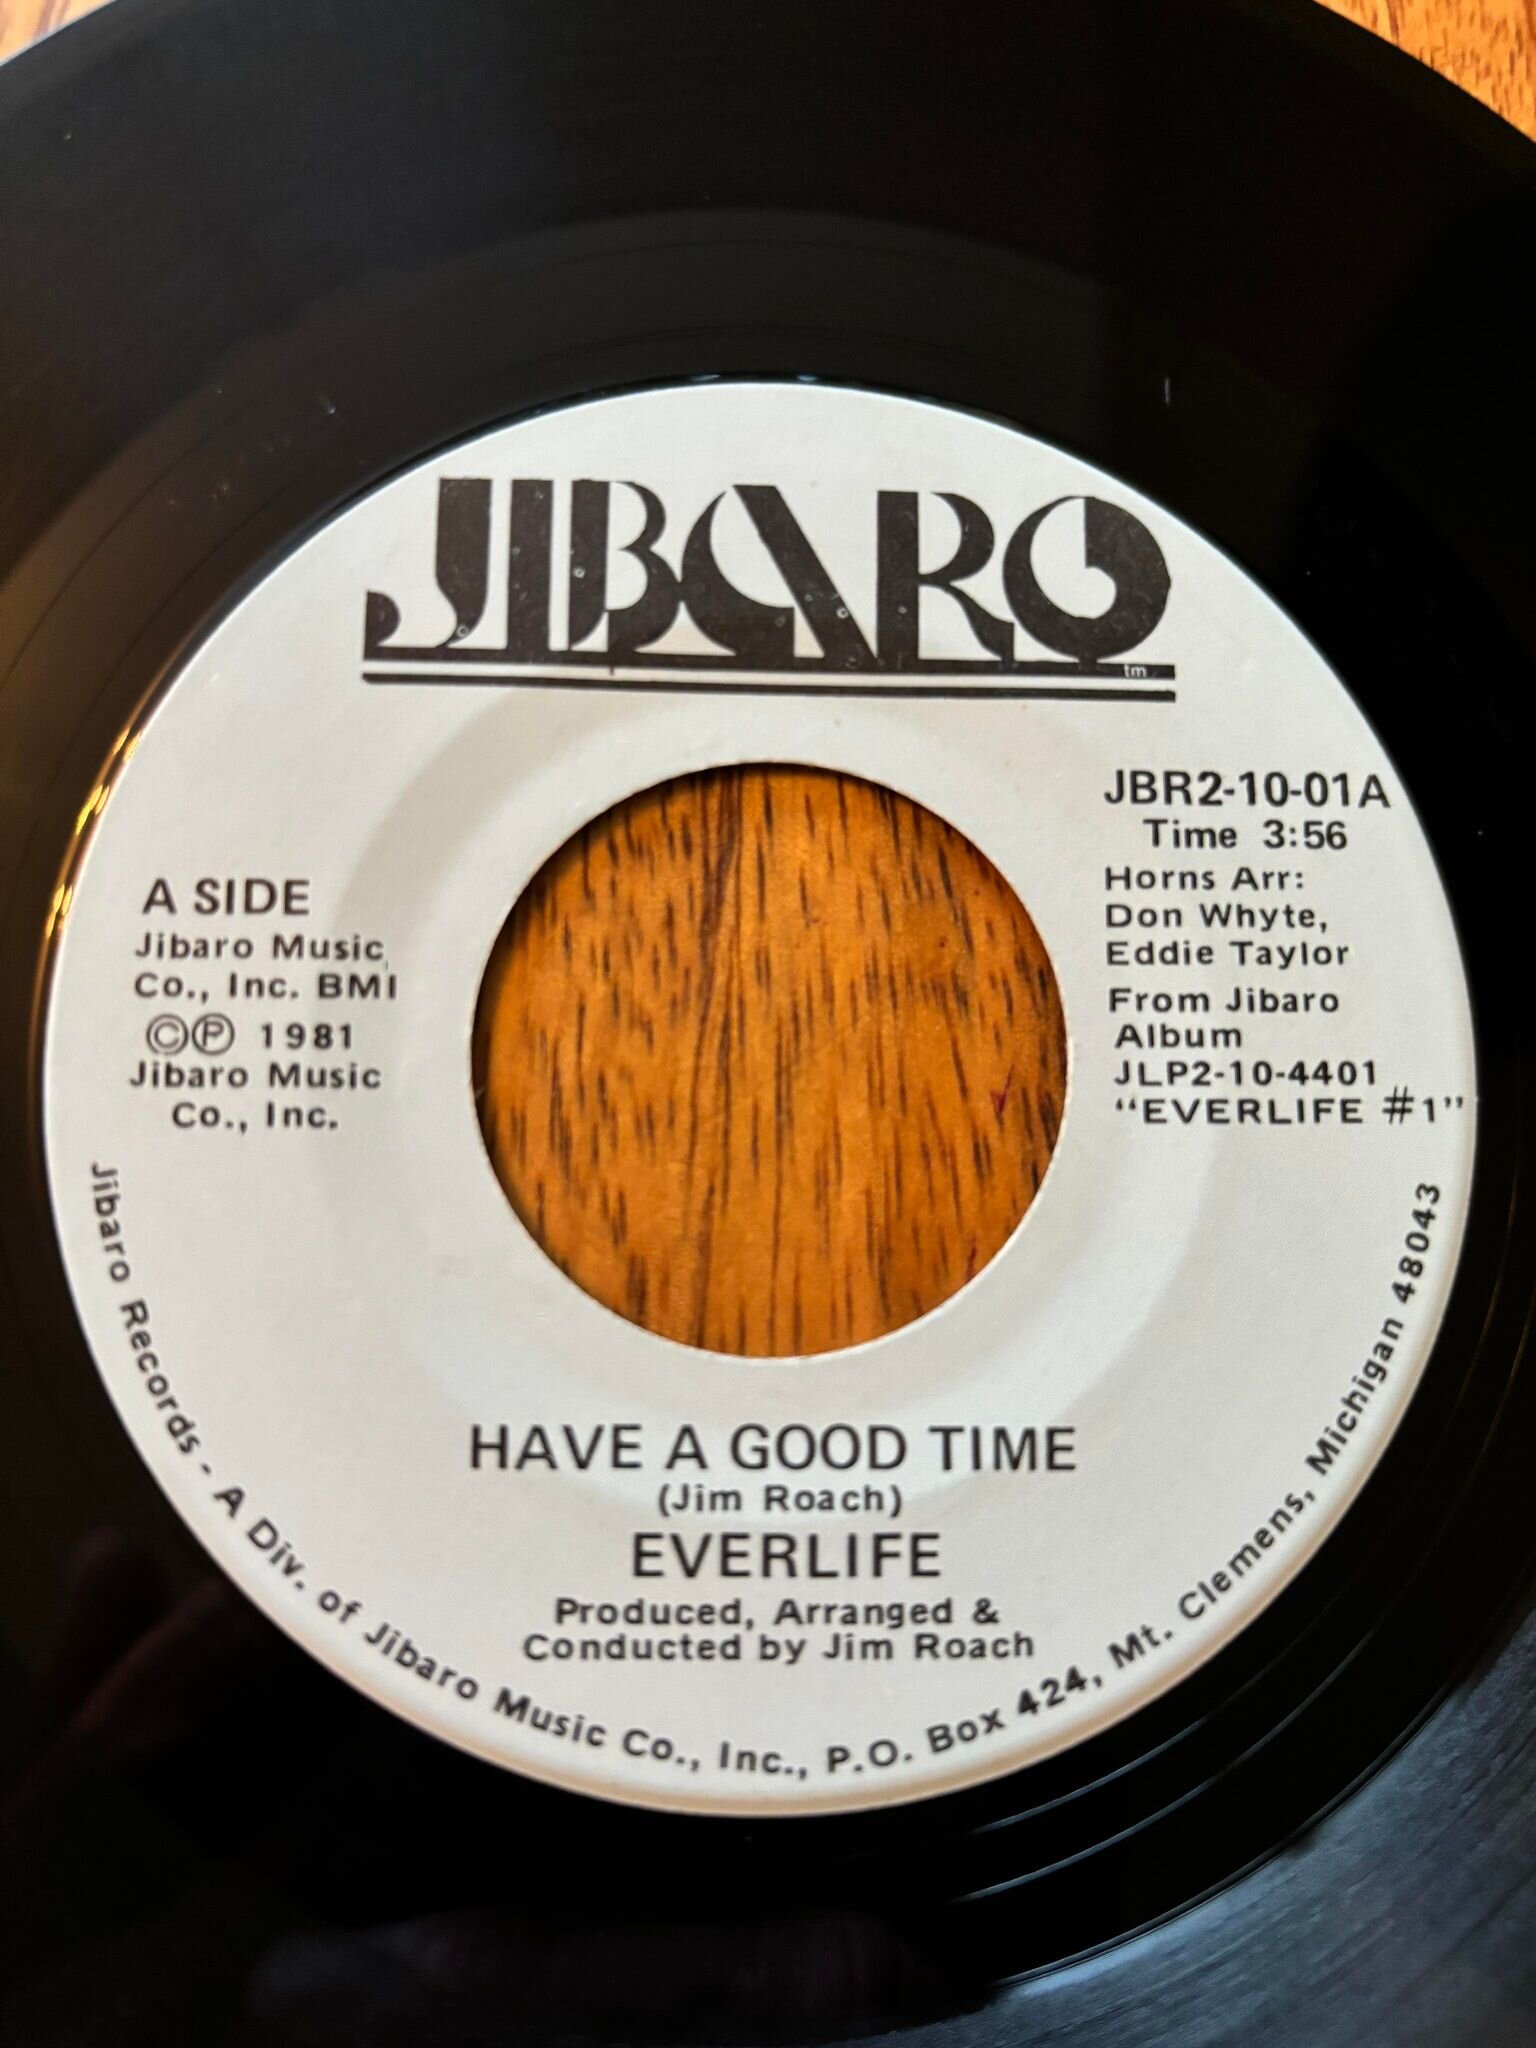 JIBARO
tm
JBR2-10-01A
Time 3:56
Horns Arr:
Don Whyte,
Eddie Taylor
From Jibaro
Album
JLP2-10-4401
"EVERLIFE #1"
A SIDE
Jibaro Music
Co., Inc. BMI
©℗ 1981
Jibaro Music
Co., Inc.
HAVE A GOOD TIME
(Jim Roach)
EVERLIFE
Produced, Arranged &
Conducted by Jim Roach
Jibaro Records - A Div. of Jibaro Music Co., Inc., P.O. Box 424, Mt. Clemens, Michigan 48043